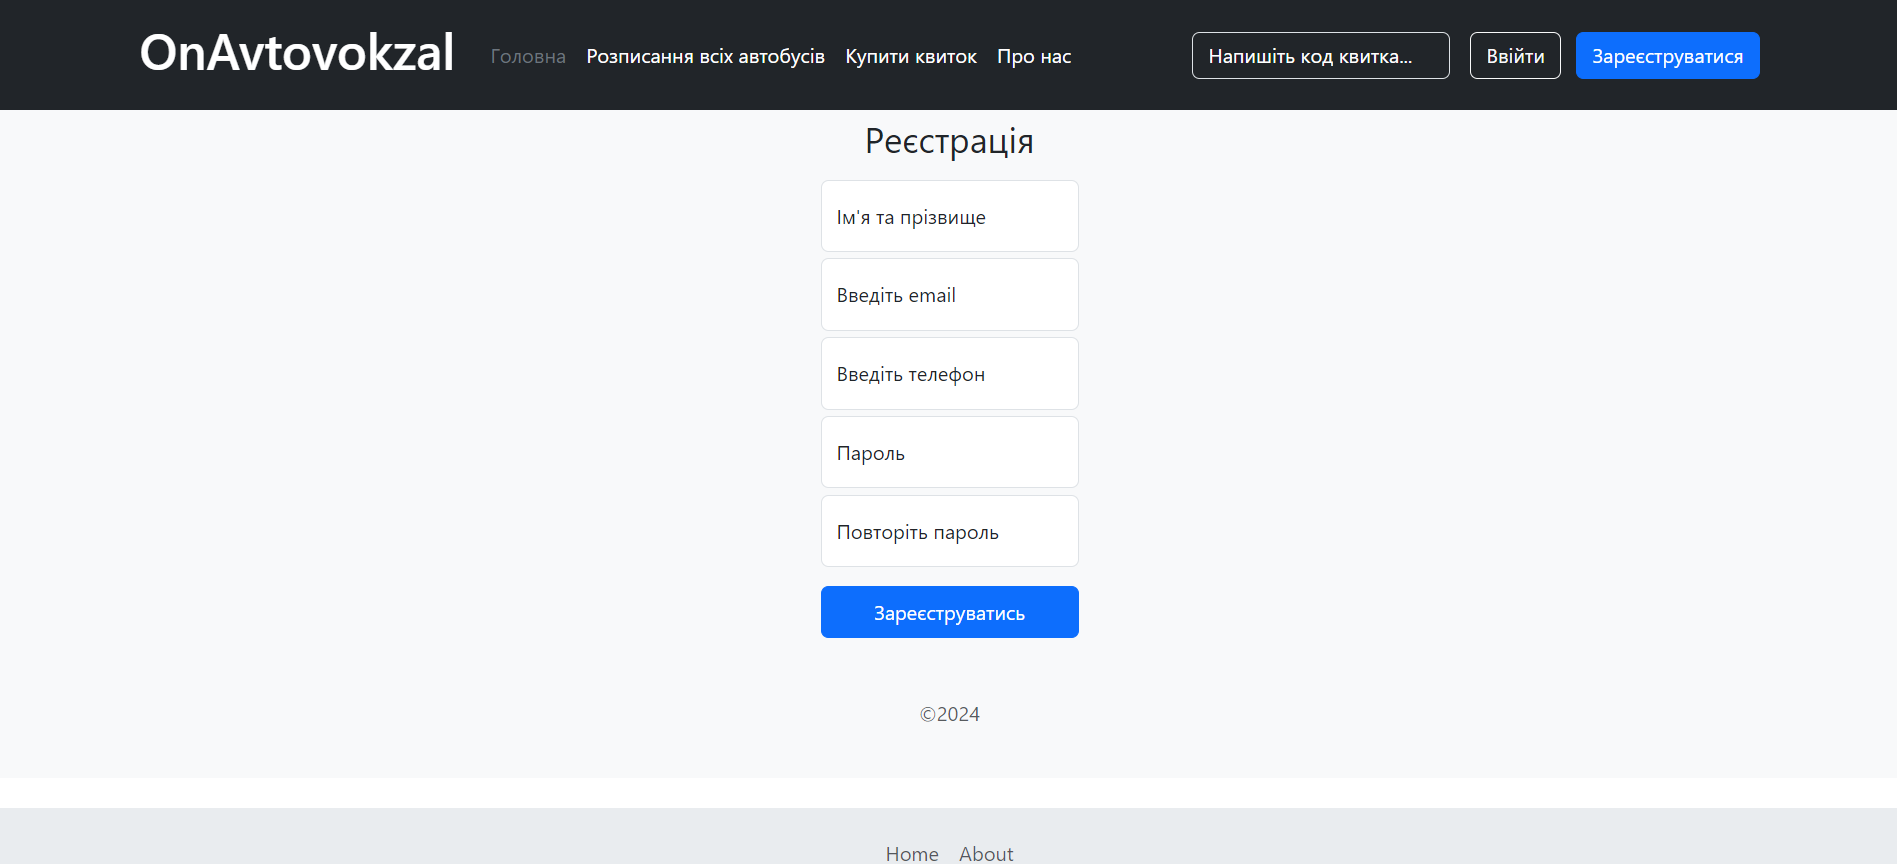 OnAvtovokzal Головна Розписання всіх автобусів Купити квиток Про нас Напишіть код квитка... Ввійти Зареєструватися
Реєстрація
Ім'я та прізвище
Введіть email
Введіть телефон
Пароль
Повторіть пароль
Зареєструватись
©2024
Home About